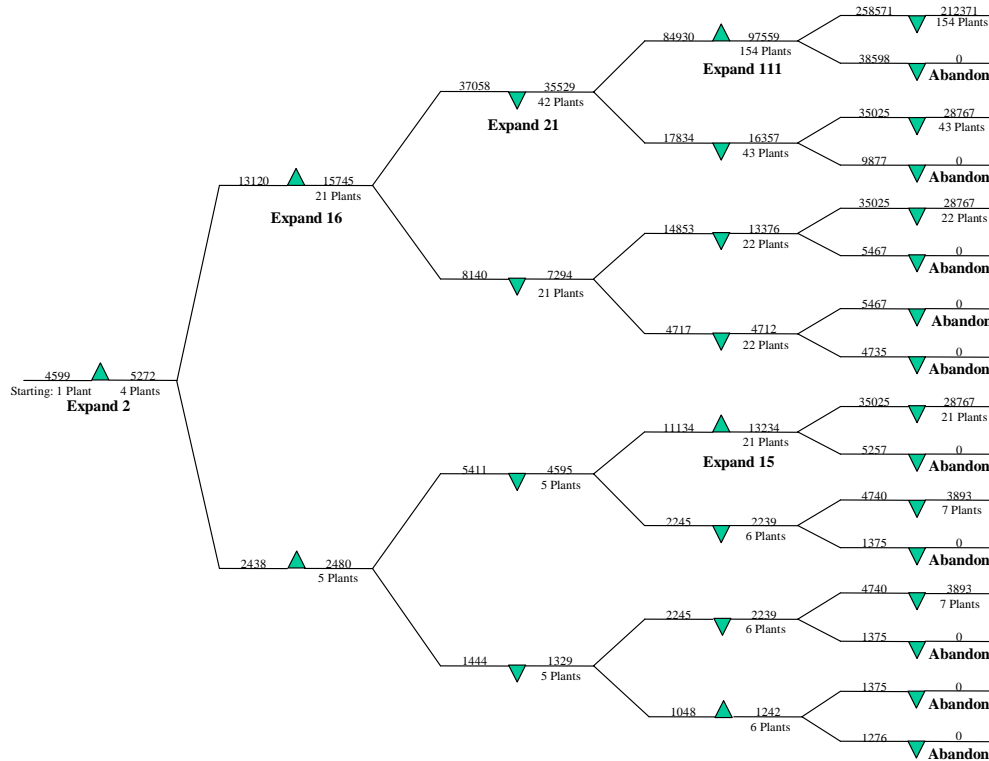 258571 212371
154 Plants
84930 97559
154 Plants
Expand 111
38598 0
Abandon
37058 35529
42 Plants
Expand 21
35025 28767
43 Plants
17834 16357
43 Plants
9877 0
Abandon
13120 15745
21 Plants
Expand 16
35025 28767
22 Plants
14853 13376
22 Plants
5467 0
Abandon
8140 7294
21 Plants
5467 0
Abandon
4717 4712
22 Plants
4735 0
Abandon
4599 5272
Starting: 1 Plant 4 Plants
Expand 2
35025 28767
21 Plants
11134 13234
21 Plants
Expand 15
5257 0
Abandon
5411 4595
5 Plants
4740 3893
7 Plants
2245 2239
6 Plants
1375 0
Abandon
2438 2480
5 Plants
4740 3893
7 Plants
2245 2239
6 Plants
1375 0
Abandon
1444 1329
5 Plants
1375 0
Abandon
1048 1242
6 Plants
1276 0
Abandon